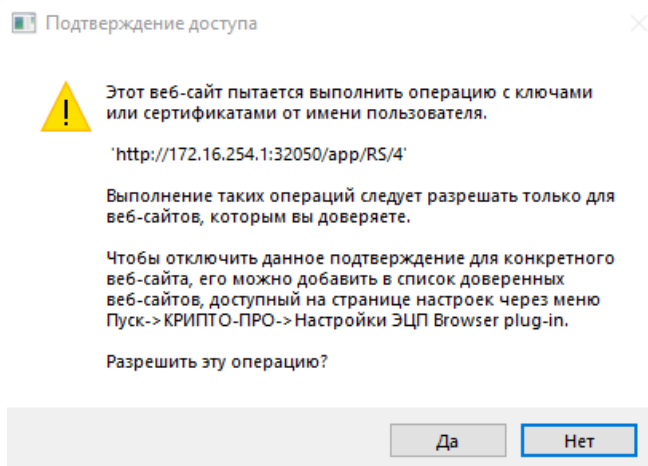 Подтверждение доступа
Этот веб-сайт пытается выполнить операцию с ключами
или сертификатами от имени пользователя.
'http://172.16.254.1:32050/app/RS/4'
Выполнение таких операций следует разрешать только для
веб-сайтов, которым вы доверяете.
Чтобы отключить данное подтверждение для конкретного
веб-сайта, его можно добавить в список доверенных
веб-сайтов, доступный на странице настроек через меню
Пуск->КРИПТО-ПРО->Настройки ЭЦП Browser plug-in.
Разрешить эту операцию?
Да
Нет